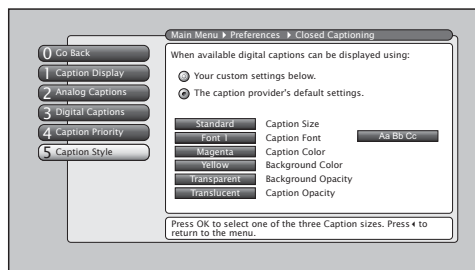 Main Menu ▸ Preferences ▸ Closed Captioning
0 Go Back
1 Caption Display
2 Analog Captions
3 Digital Captions
4 Caption Priority
5 Caption Style
When available digital captions can be displayed using:
Your custom settings below.
The caption provider's default settings.
Standard Caption Size
Font 1 Caption Font Aa Bb Cc
Magenta Caption Color
Yellow Background Color
Transparent Background Opacity
Translucent Caption Opacity
Press OK to select one of the three Caption sizes. Press ◂ to
return to the menu.